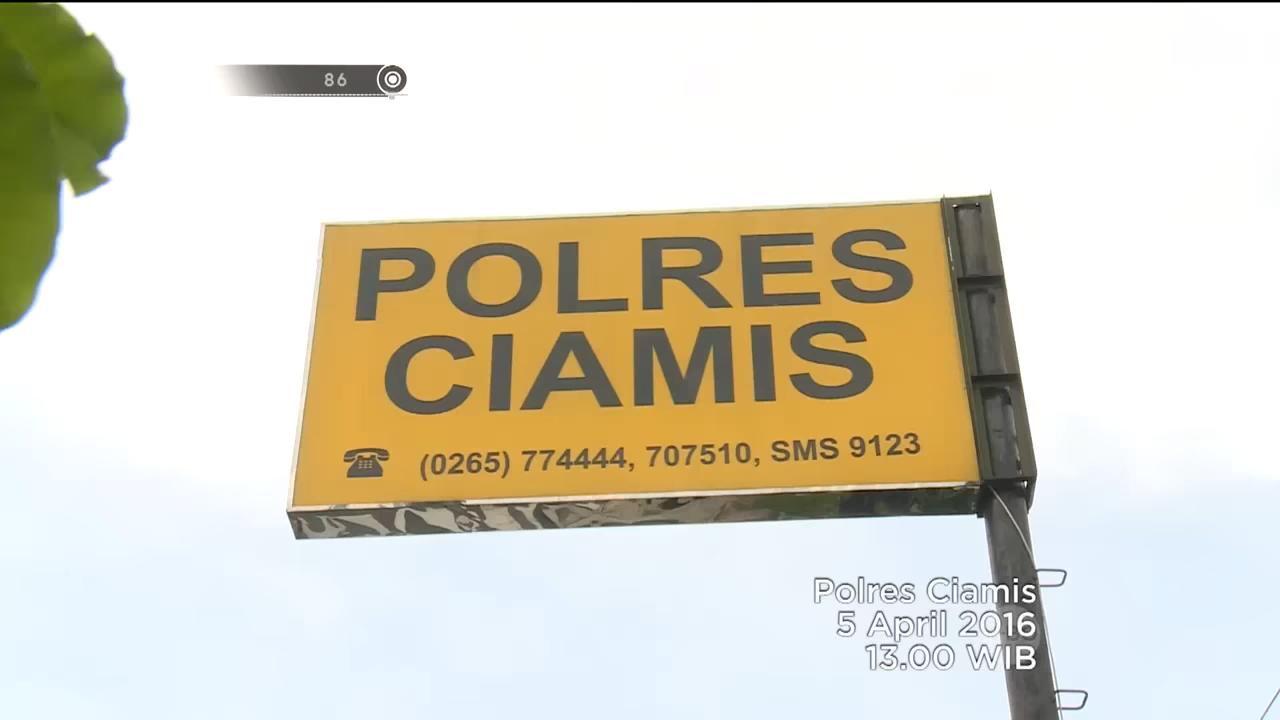 86
POLRES
CIAMIS
(0265) 774444, 707510, SMS 9123
Polres Ciamis
5 April 2016
13.00 WIB